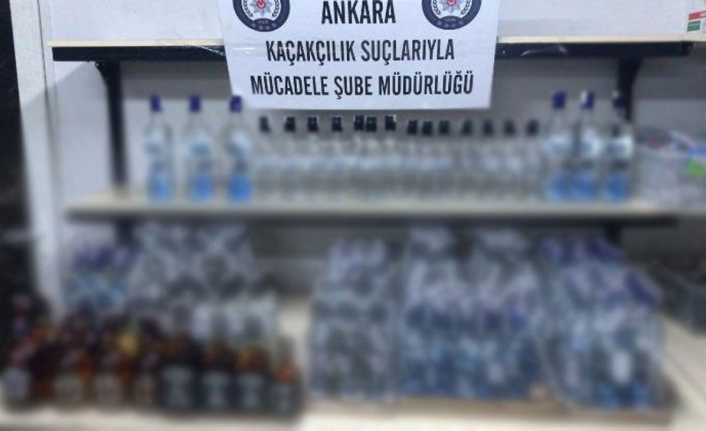 ANKARA
KAÇAKÇILIK SUÇLARIYLA
MÜCADELE ŞUBE MÜDÜRLÜĞÜ